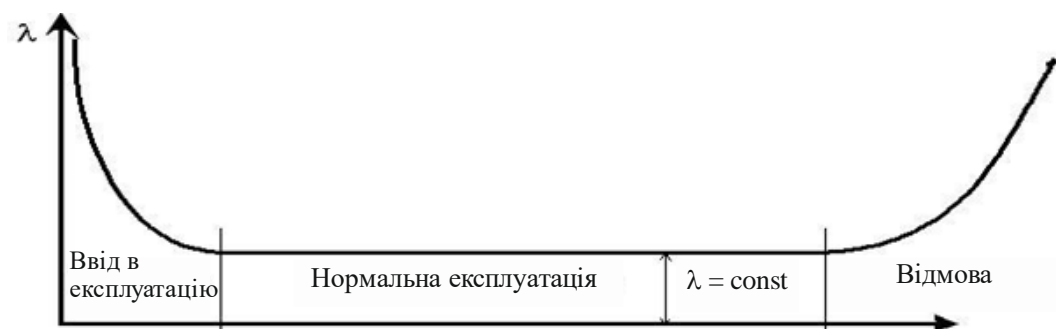 λ
Ввід в
експлуатацію
Нормальна експлуатація
λ = const
Відмова